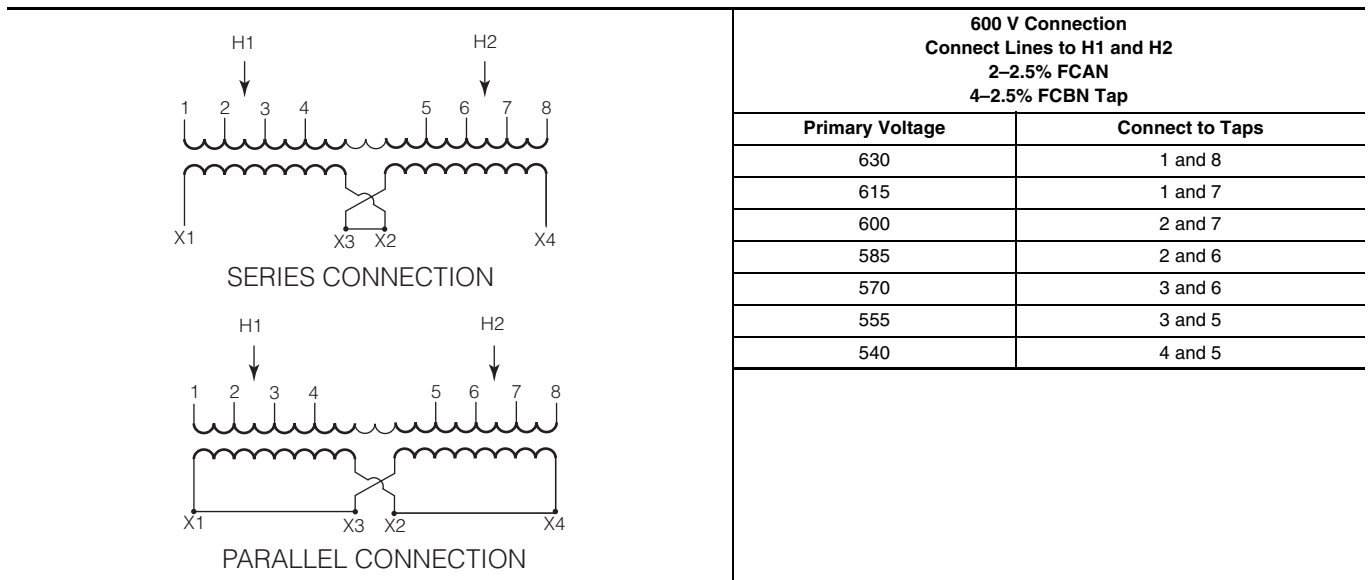 H1 H2
1 2 3 4 5 6 7 8
X1 X3 X2 X4
SERIES CONNECTION
H1 H2
1 2 3 4 5 6 7 8
X1 X3 X2 X4
PARALLEL CONNECTION
600 V Connection
Connect Lines to H1 and H2
2–2.5% FCAN
4–2.5% FCBN Tap
Primary Voltage Connect to Taps
630 1 and 8
615 1 and 7
600 2 and 7
585 2 and 6
570 3 and 6
555 3 and 5
540 4 and 5